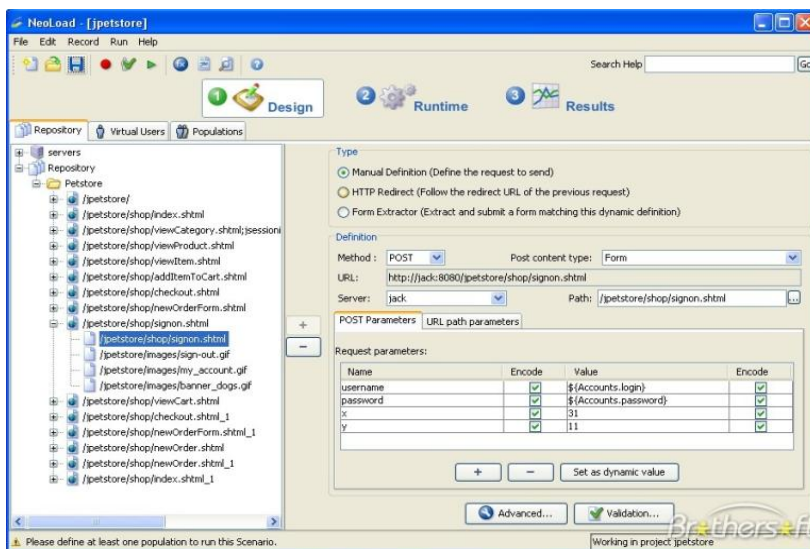 NeoLoad - [jpetstore]
File Edit Record Run Help
Search Help Go
1 Design 2 Runtime 3 Results
Repository Virtual Users Populations
servers
Repository
Petstore
/jpetstore/
/jpetstore/shop/index.shtml
/jpetstore/shop/viewCategory.shtml;jsessioni
/jpetstore/shop/viewProduct.shtml
/jpetstore/shop/viewItem.shtml
/jpetstore/shop/addItemToCart.shtml
/jpetstore/shop/checkout.shtml
/jpetstore/shop/newOrderForm.shtml
/jpetstore/shop/signon.shtml
/jpetstore/shop/signon.shtml
/jpetstore/images/sign-out.gif
/jpetstore/images/my_account.gif
/jpetstore/images/banner_dogs.gif
/jpetstore/shop/viewCart.shtml
/jpetstore/shop/checkout.shtml_1
/jpetstore/shop/newOrderForm.shtml_1
/jpetstore/shop/newOrder.shtml
/jpetstore/shop/newOrder.shtml_1
/jpetstore/shop/index.shtml_1
+
−
Type
Manual Definition (Define the request to send)
HTTP Redirect (Follow the redirect URL of the previous request)
Form Extractor (Extract and submit a form matching this dynamic definition)
Definition
Method : POST Post content type: Form
URL: http://jack:8080/jpetstore/shop/signon.shtml
Server: jack Path: /jpetstore/shop/signon.shtml ...
POST Parameters URL path parameters
Request parameters:
Name Encode Value Encode
username ${Accounts.login}
password ${Accounts.password}
x 31
y 11
+ − Set as dynamic value
Advanced... Validation...
Brothersoft
Please define at least one population to run this Scenario. Working in project jpetstore